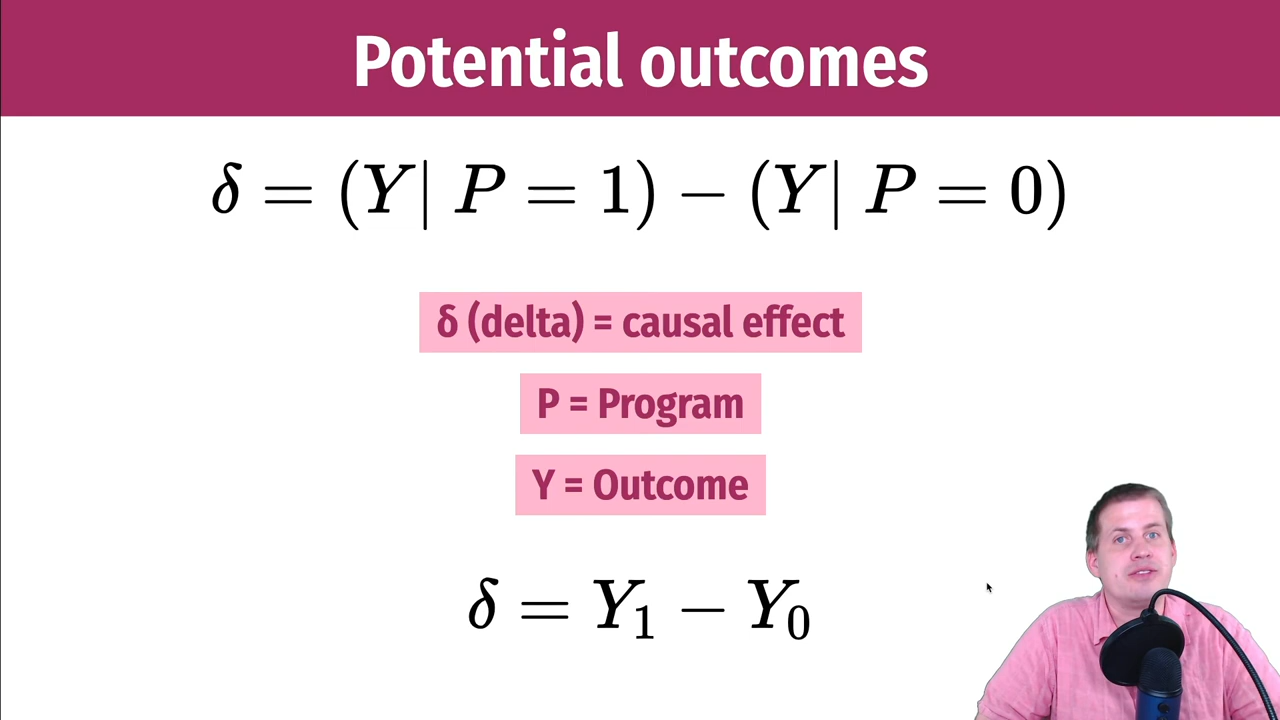 Potential outcomes
δ = (Y| P = 1) − (Y| P = 0)
δ (delta) = causal effect
P = Program
Y = Outcome
δ = Y₁ − Y₀